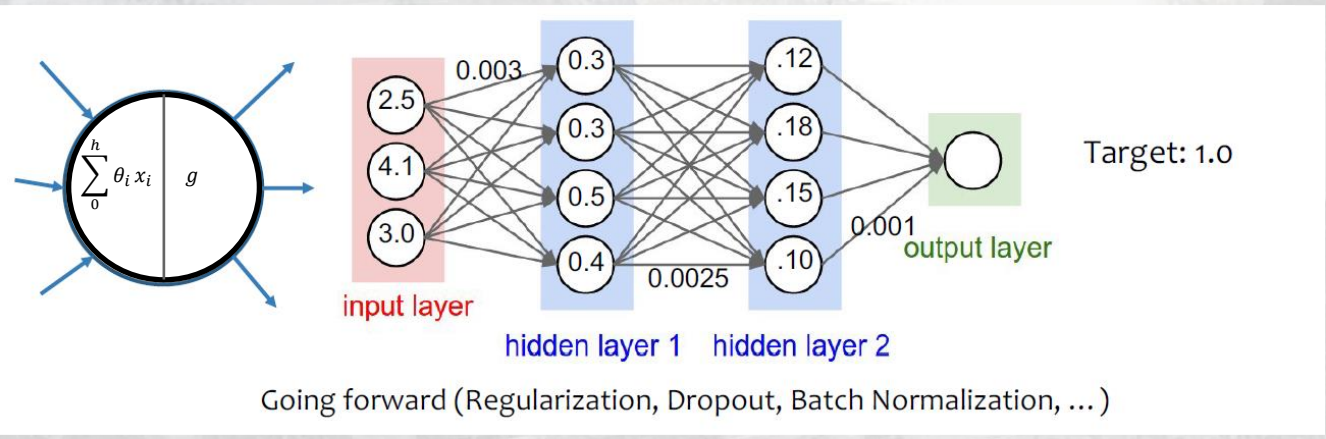 h
∑ θᵢ xᵢ
0
g
2.5
4.1
3.0
input layer
0.003
0.3
0.3
0.5
0.4
hidden layer 1
0.0025
.12
.18
.15
.10
hidden layer 2
0.001
output layer
Target: 1.0
Going forward (Regularization, Dropout, Batch Normalization, ... )